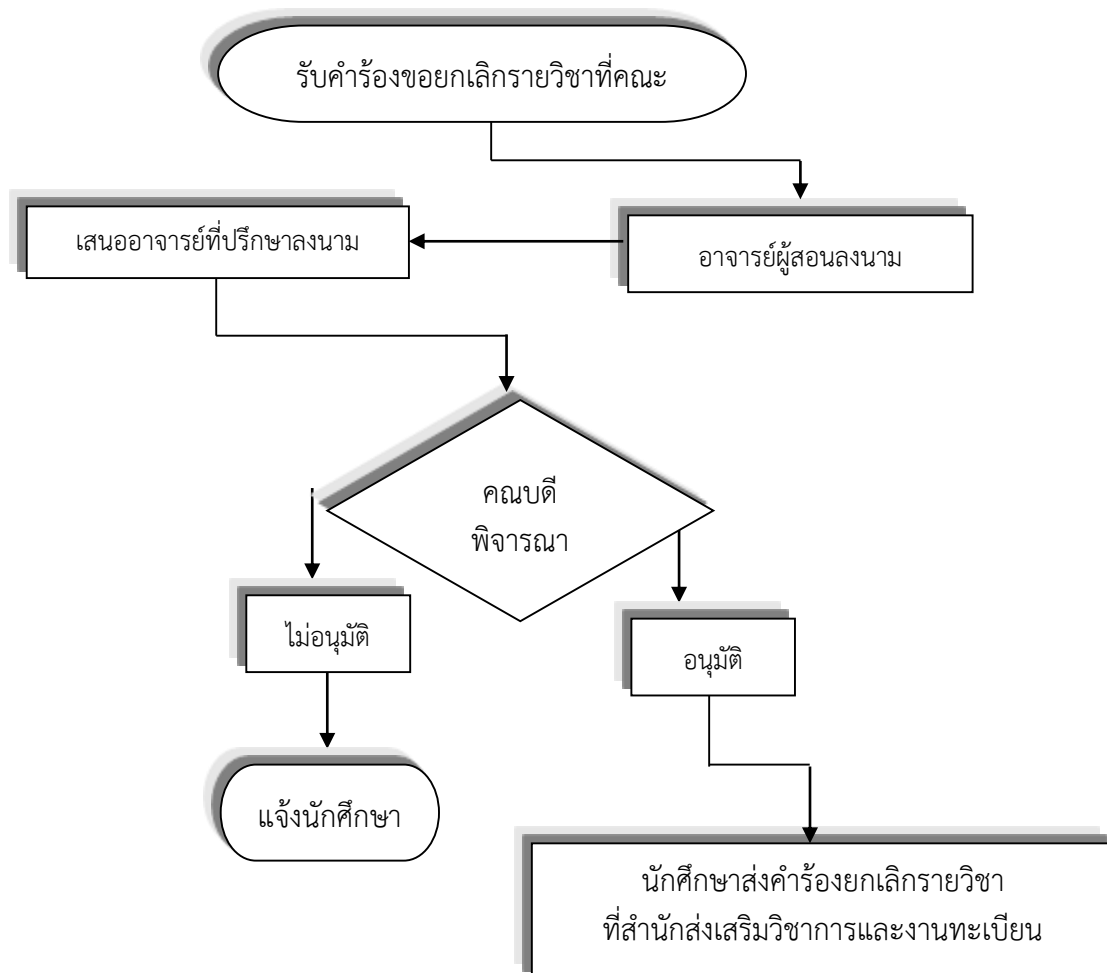 รับคำร้องขอยกเลิกรายวิชาที่คณะ
อาจารย์ผู้สอนลงนาม
เสนออาจารย์ที่ปรึกษาลงนาม
คณบดี
พิจารณา
ไม่อนุมัติ
อนุมัติ
แจ้งนักศึกษา
นักศึกษาส่งคำร้องยกเลิกรายวิชา
ที่สำนักส่งเสริมวิชาการและงานทะเบียน